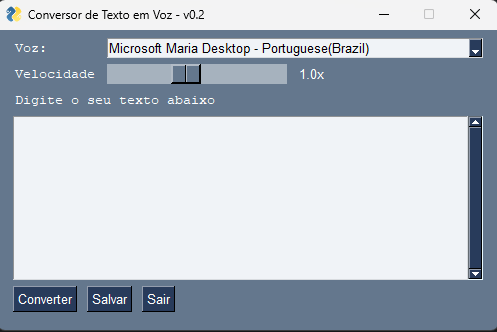 Conversor de Texto em Voz - v0.2
Voz: Microsoft Maria Desktop - Portuguese(Brazil)
Velocidade 1.0x
Digite o seu texto abaixo
Converter Salvar Sair